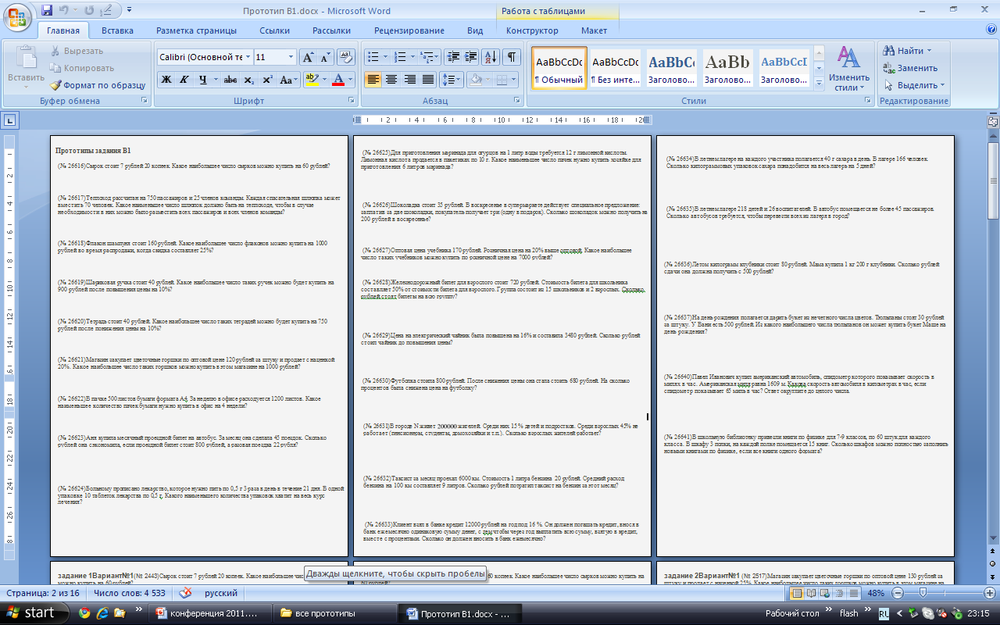 Прототип B1.docx - Microsoft Word
Работа с таблицами
Главная Вставка Разметка страницы Ссылки Рассылки Рецензирование Вид Конструктор Макет
Вставить
Вырезать
Копировать
Формат по образцу
Буфер обмена
Calibri (Основной те 11
Ж К Ч abc x₂ x² Aa
Шрифт
Абзац
AaBbCcDc AaBbCcDc AaBbCc AaBb AaBbCcI
¶ Обычный ¶ Без инте... Заголово... Заголово... Заголово...
Изменить стили
Стили
Найти
Заменить
Выделить
Редактирование
2 4 6 8 10 12 14 16 18
Прототипы задания B1
(№ 26616)Сырок стоит 7 рублей 20 копеек. Какое наибольшее число сырков можно купить на 60 рублей?
(№ 26617)Теплоход рассчитан на 750 пассажиров и 25 членов команды. Каждая спасательная шлюпка может
вместить 70 человек. Какое наименьшее число шлюпок должно быть на теплоходе, чтобы в случае
необходимости в них можно было разместить всех пассажиров и всех членов команды?
(№ 26618)Флакон шампуня стоит 160 рублей. Какое наибольшее число флаконов можно купить на 1000
рублей во время распродажи, когда скидка составляет 25%?
(№ 26619)Шариковая ручка стоит 40 рублей. Какое наибольшее число таких ручек можно будет купить на
900 рублей после повышения цены на 10%?
(№ 26620)Тетрадь стоит 40 рублей. Какое наибольшее число таких тетрадей можно будет купить на 750
рублей после понижения цены на 10%?
(№ 26621)Магазин закупает цветочные горшки по оптовой цене 120 рублей за штуку и продает с наценкой
20%. Какое наибольшее число таких горшков можно купить в этом магазине на 1000 рублей?
(№ 26622)В пачке 500 листов бумаги формата А4. За неделю в офисе расходуется 1200 листов. Какое
наименьшее количество пачек бумаги нужно купить в офис на 4 недели?
(№ 26623)Аня купила месячный проездной билет на автобус. За месяц она сделала 45 поездок. Сколько
рублей она сэкономила, если проездной билет стоит 800 рублей, а разовая поездка 22 рубля?
(№ 26624)Больному прописано лекарство, которое нужно пить по 0,5 г 3 раза в день в течение 21 дня. В одной
упаковке 10 таблеток лекарства по 0,5 г. Какого наименьшего количества упаковок хватит на весь курс
лечения?
(№ 26625)Для приготовления маринада для огурцов на 1 литр воды требуется 12 г лимонной кислоты.
Лимонная кислота продается в пакетиках по 10 г. Какое наименьшее число пачек нужно купить хозяйке для
приготовления 6 литров маринада?
(№ 26626)Шоколадка стоит 35 рублей. В воскресенье в супермаркете действует специальное предложение:
заплатив за две шоколадки, покупатель получает три (одну в подарок). Сколько шоколадок можно получить на
200 рублей в воскресенье?
(№ 26627)Оптовая цена учебника 170 рублей. Розничная цена на 20% выше оптовой. Какое наибольшее
число таких учебников можно купить по розничной цене на 7000 рублей?
(№ 26628)Железнодорожный билет для взрослого стоит 720 рублей. Стоимость билета для школьника
составляет 50% от стоимости билета для взрослого. Группа состоит из 15 школьников и 2 взрослых. Сколько
рублей стоят билеты на всю группу?
(№ 26629)Цена на электрический чайник была повышена на 16% и составила 3480 рублей. Сколько рублей
стоил чайник до повышения цены?
(№ 26630)Футболка стоила 800 рублей. После снижения цены она стала стоить 680 рублей. На сколько
процентов была снижена цена на футболку?
(№ 26631)В городе N живет 200000 жителей. Среди них 15 % детей и подростков. Среди взрослых 45% не
работает (пенсионеры, студенты, домохозяйки и т.п.). Сколько взрослых жителей работает?
(№ 26632)Таксист за месяц проехал 6000 км. Стоимость 1 литра бензина 20 рублей. Средний расход
бензина на 100 км составляет 9 литров. Сколько рублей потратил таксист на бензин за этот месяц?
(№ 26633)Клиент взял в банке кредит 12000 рублей на год под 16 %. Он должен погашать кредит, внося в
банк ежемесячно одинаковую сумму денег, с тем чтобы через год выплатить всю сумму, взятую в кредит,
вместе с процентами. Сколько он должен вносить в банк ежемесячно?
(№ 26634)В летнем лагере на каждого участника полагается 40 г сахара в день. В лагере 166 человек.
Сколько килограммовых упаковок сахара понадобится на весь лагерь на 5 дней?
(№ 26635)В летнем лагере 218 детей и 26 воспитателей. В автобус помещается не более 45 пассажиров.
Сколько автобусов требуется, чтобы перевезти всех из лагеря в город?
(№ 26636)Летом килограмм клубники стоит 80 рублей. Мама купила 1 кг 200 г клубники. Сколько рублей
сдачи она должна получить с 500 рублей?
(№ 26637)На день рождения полагается дарить букет из нечетного числа цветов. Тюльпаны стоят 30 рублей
за штуку. У Вани есть 500 рублей. Из какого наибольшего числа тюльпанов он может купить букет Маше на
день рождения?
(№ 26640)Павел Иванович купил американский автомобиль, спидометр которого показывает скорость в
милях в час. Американская миля равна 1609 м. Какова скорость автомобиля в километрах в час, если
спидометр показывает 65 миль в час? Ответ округлите до целого числа.
(№ 26641)В школьную библиотеку привезли книги по физике для 7-9 классов, по 60 штук для каждого
класса. В шкафу 3 полки, на каждой полке помещается 15 книг. Сколько шкафов можно полностью заполнить
новыми книгами по физике, если все книги одного формата?
задание 1Вариант№1(№ 2443)Сырок стоит 7 рублей 20 копеек. Какое наибольшее
можно купить на 60 рублей?
копеек. Какое наибольшее число сырков можно купить на
60 рублей?
задание 2Вариант№1 (№ 2517)Магазин закупает цветочные горшки по оптовой цене 130 рублей за
штуку и продает с наценкой 25%. Какое наибольшее число таких горшков можно купить в этом магазине на
Дважды щелкните, чтобы скрыть пробелы
Страница: 2 из 16 Число слов: 4 533 русский 48%
start конференция 2011.... все прототипы Прототип B1.docx - ... Рабочий стол flash RU 23:15